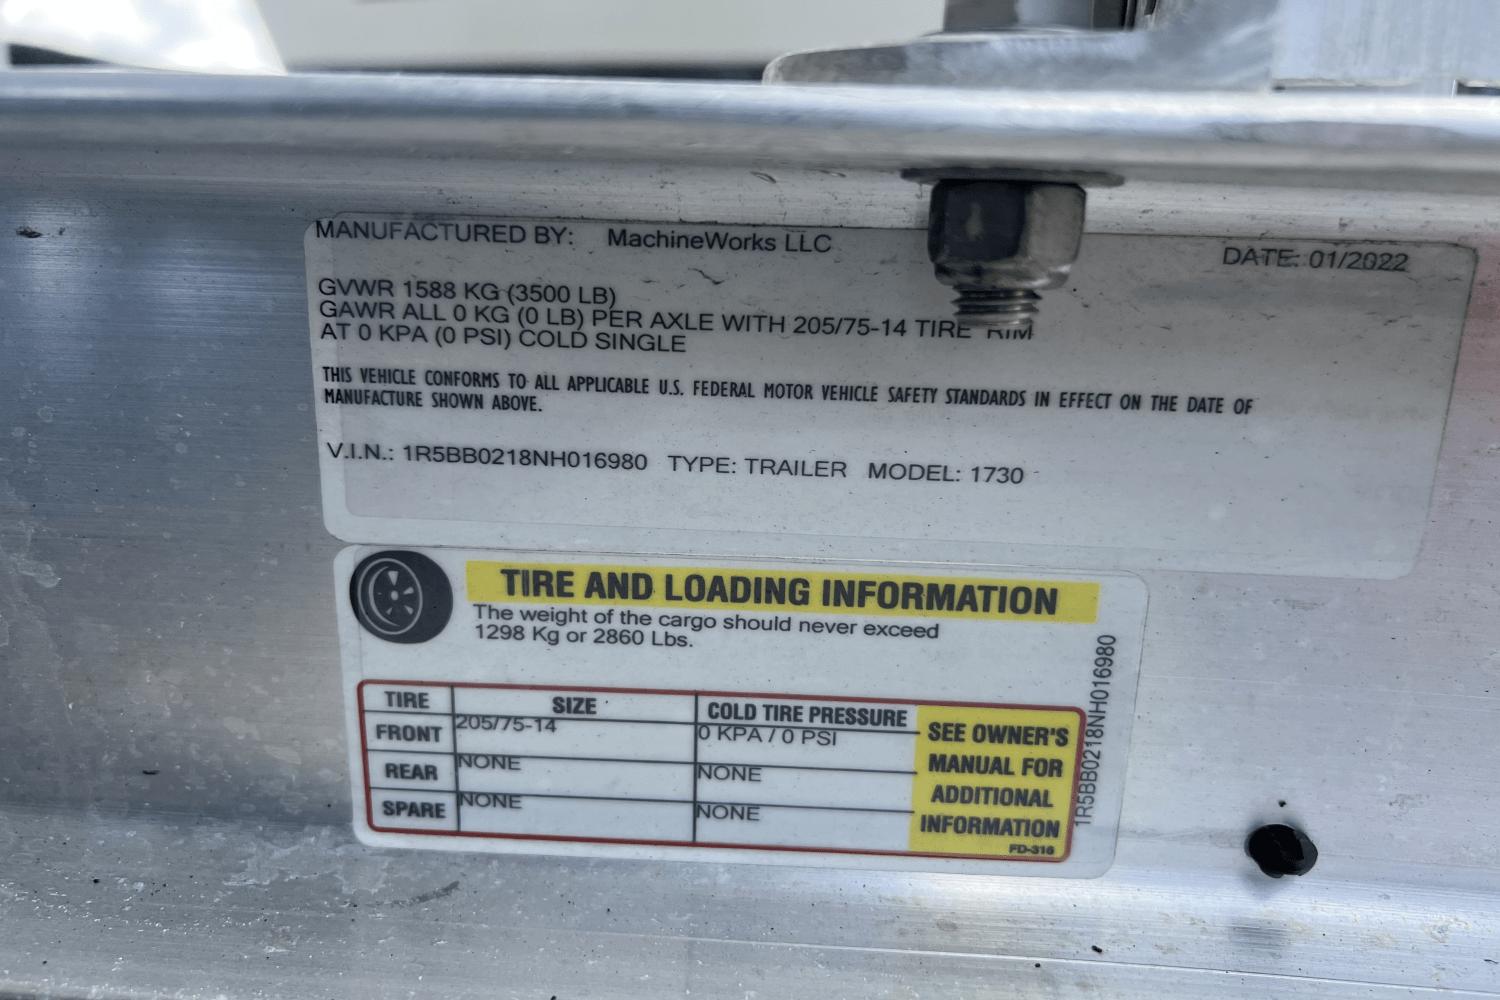 MANUFACTURED BY: MachineWorks LLC DATE: 01/2022
GVWR 1588 KG (3500 LB)
GAWR ALL 0 KG (0 LB) PER AXLE WITH 205/75-14 TIRE RIM
AT 0 KPA (0 PSI) COLD SINGLE
THIS VEHICLE CONFORMS TO ALL APPLICABLE U.S. FEDERAL MOTOR VEHICLE SAFETY STANDARDS IN EFFECT ON THE DATE OF
MANUFACTURE SHOWN ABOVE.
V.I.N.: 1R5BB0218NH016980 TYPE: TRAILER MODEL: 1730
TIRE AND LOADING INFORMATION
The weight of the cargo should never exceed
1298 Kg or 2860 Lbs.
TIRE SIZE COLD TIRE PRESSURE
FRONT 205/75-14 0 KPA / 0 PSI
REAR NONE NONE
SPARE NONE NONE
SEE OWNER'S
MANUAL FOR
ADDITIONAL
INFORMATION
FD-316
1R5BB0218NH016980